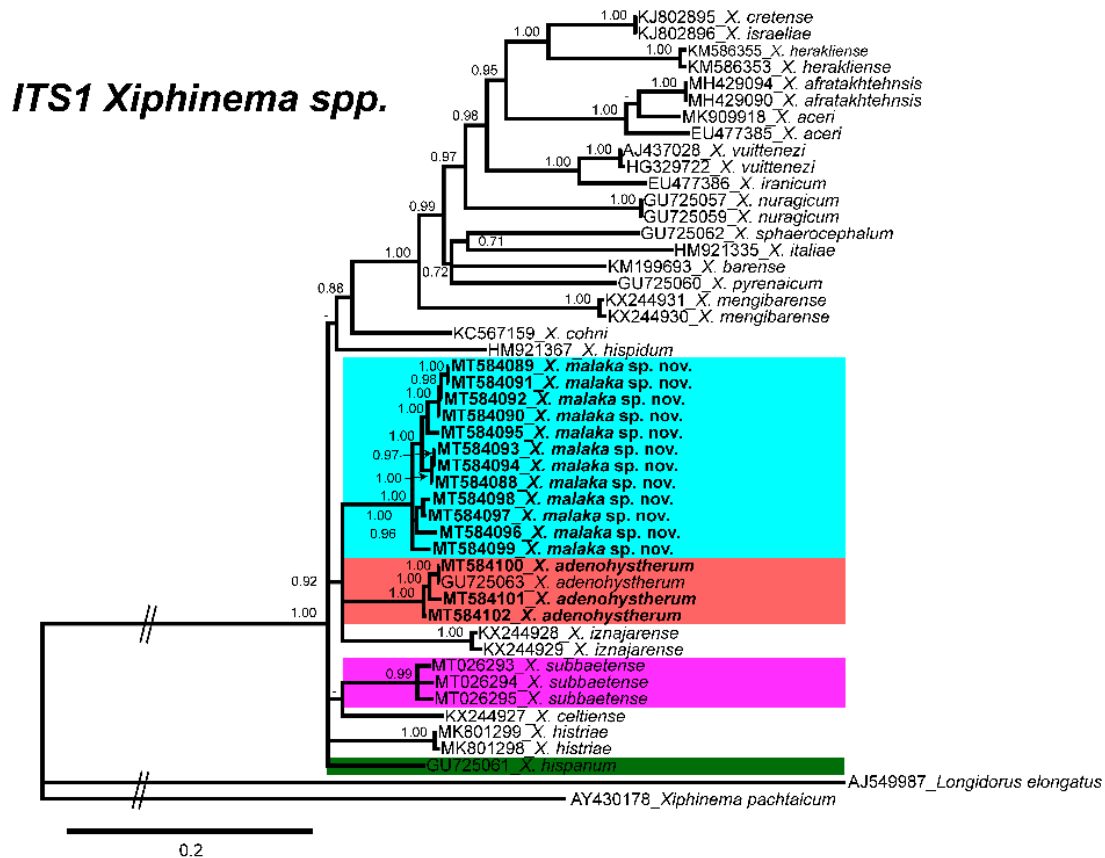 ITS1 Xiphinema spp.
1.00
KJ802895_X. cretense
KJ802896_X. israeliae
1.00
1.00
KM586355_X. herakliense
KM586353_X. herakliense
0.95
1.00
-
MH429094_X. afratakhtehnsis
MH429090_X. afratakhtehnsis
MK909918_X. aceri
EU477385_X. aceri
0.98
1.00
1.00
AJ437028_X. vuittenezi
HG329722_X. vuittenezi
EU477386_X. iranicum
0.97
1.00
GU725057_X. nuragicum
GU725059_X. nuragicum
0.99
0.71
GU725062_X. sphaerocephalum
HM921335_X. italiae
0.72
KM199693_X. barense
GU725060_X. pyrenaicum
1.00
1.00
KX244931_X. mengibarense
KX244930_X. mengibarense
0.88
KC567159_X. cohni
HM921367_X. hispidum
-
1.00
MT584089_X. malaka sp. nov.
0.98
MT584091_X. malaka sp. nov.
1.00
MT584092_X. malaka sp. nov.
1.00
MT584090_X. malaka sp. nov.
1.00
MT584095_X. malaka sp. nov.
0.97
MT584093_X. malaka sp. nov.
MT584094_X. malaka sp. nov.
1.00
MT584088_X. malaka sp. nov.
1.00
MT584098_X. malaka sp. nov.
1.00
MT584097_X. malaka sp. nov.
0.96
MT584096_X. malaka sp. nov.
MT584099_X. malaka sp. nov.
0.92
1.00
MT584100_X. adenohystherum
1.00
GU725063_X. adenohystherum
1.00
MT584101_X. adenohystherum
MT584102_X. adenohystherum
1.00
1.00
KX244928_X. iznajarense
KX244929_X. iznajarense
-
0.99
MT026293_X. subbaetense
MT026294_X. subbaetense
MT026295_X. subbaetense
KX244927_X. celtiense
1.00
MK801299_X. histriae
MK801298_X. histriae
GU725061_X. hispanum
AJ549987_Longidorus elongatus
AY430178_Xiphinema pachtaicum
0.2